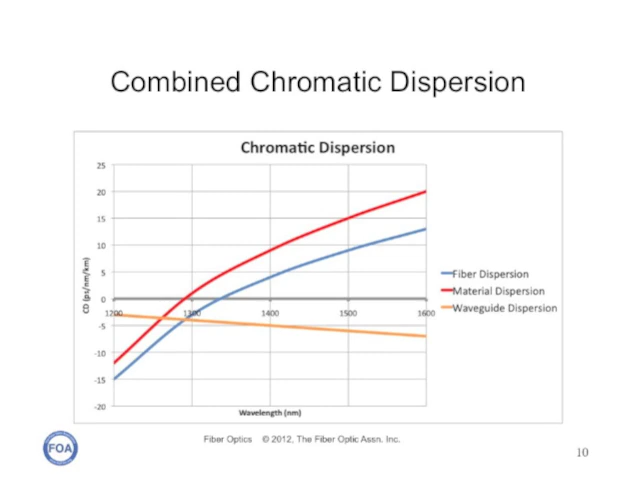 Combined Chromatic Dispersion
Chromatic Dispersion
25
20
15
10
5
0
-5
-10
-15
-20
CD (ps/nm/km)
1200 1300 1400 1500 1600
Wavelength (nm)
Fiber Dispersion
Material Dispersion
Waveguide Dispersion
FOA
Fiber Optics © 2012, The Fiber Optic Assn. Inc.
10